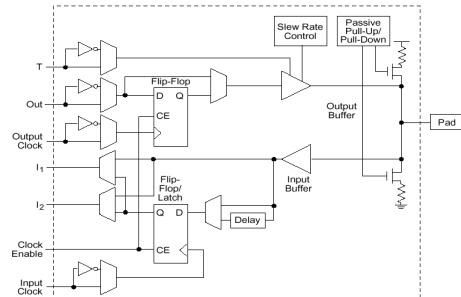 Slew Rate
Control
Passive
Pull-Up/
Pull-Down
T
Flip-Flop
Out
D
Q
CE
Output
Buffer
Output
Clock
Pad
I1
Flip-
Flop/
Latch
Input
Buffer
I2
Q
D
Delay
CE
Clock
Enable
Input
Clock